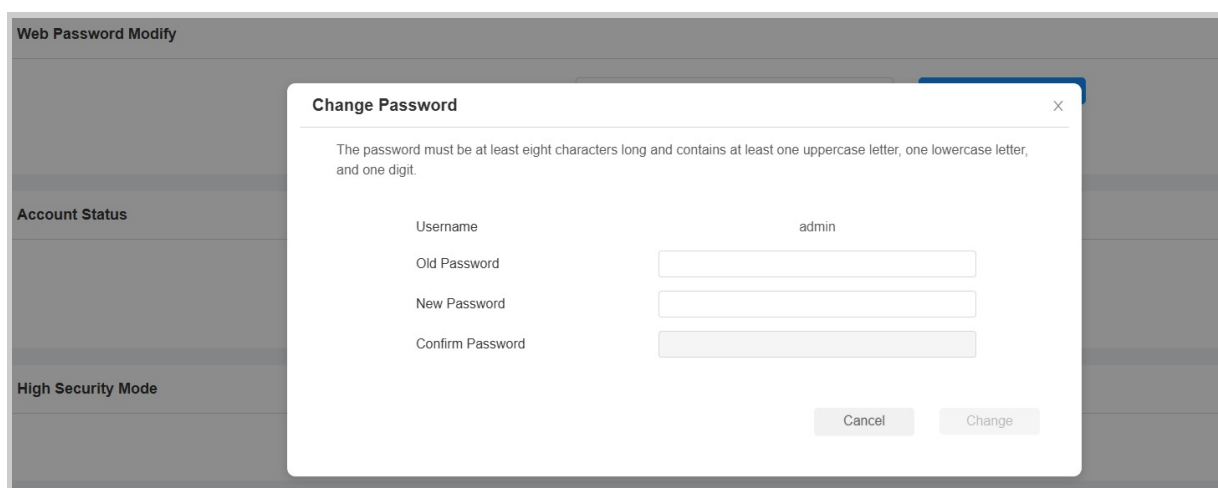 Web Password Modify
Change Password
X
The password must be at least eight characters long and contains at least one uppercase letter, one lowercase letter,
and one digit.
Account Status
Username admin
Old Password
New Password
Confirm Password
High Security Mode
Cancel Change